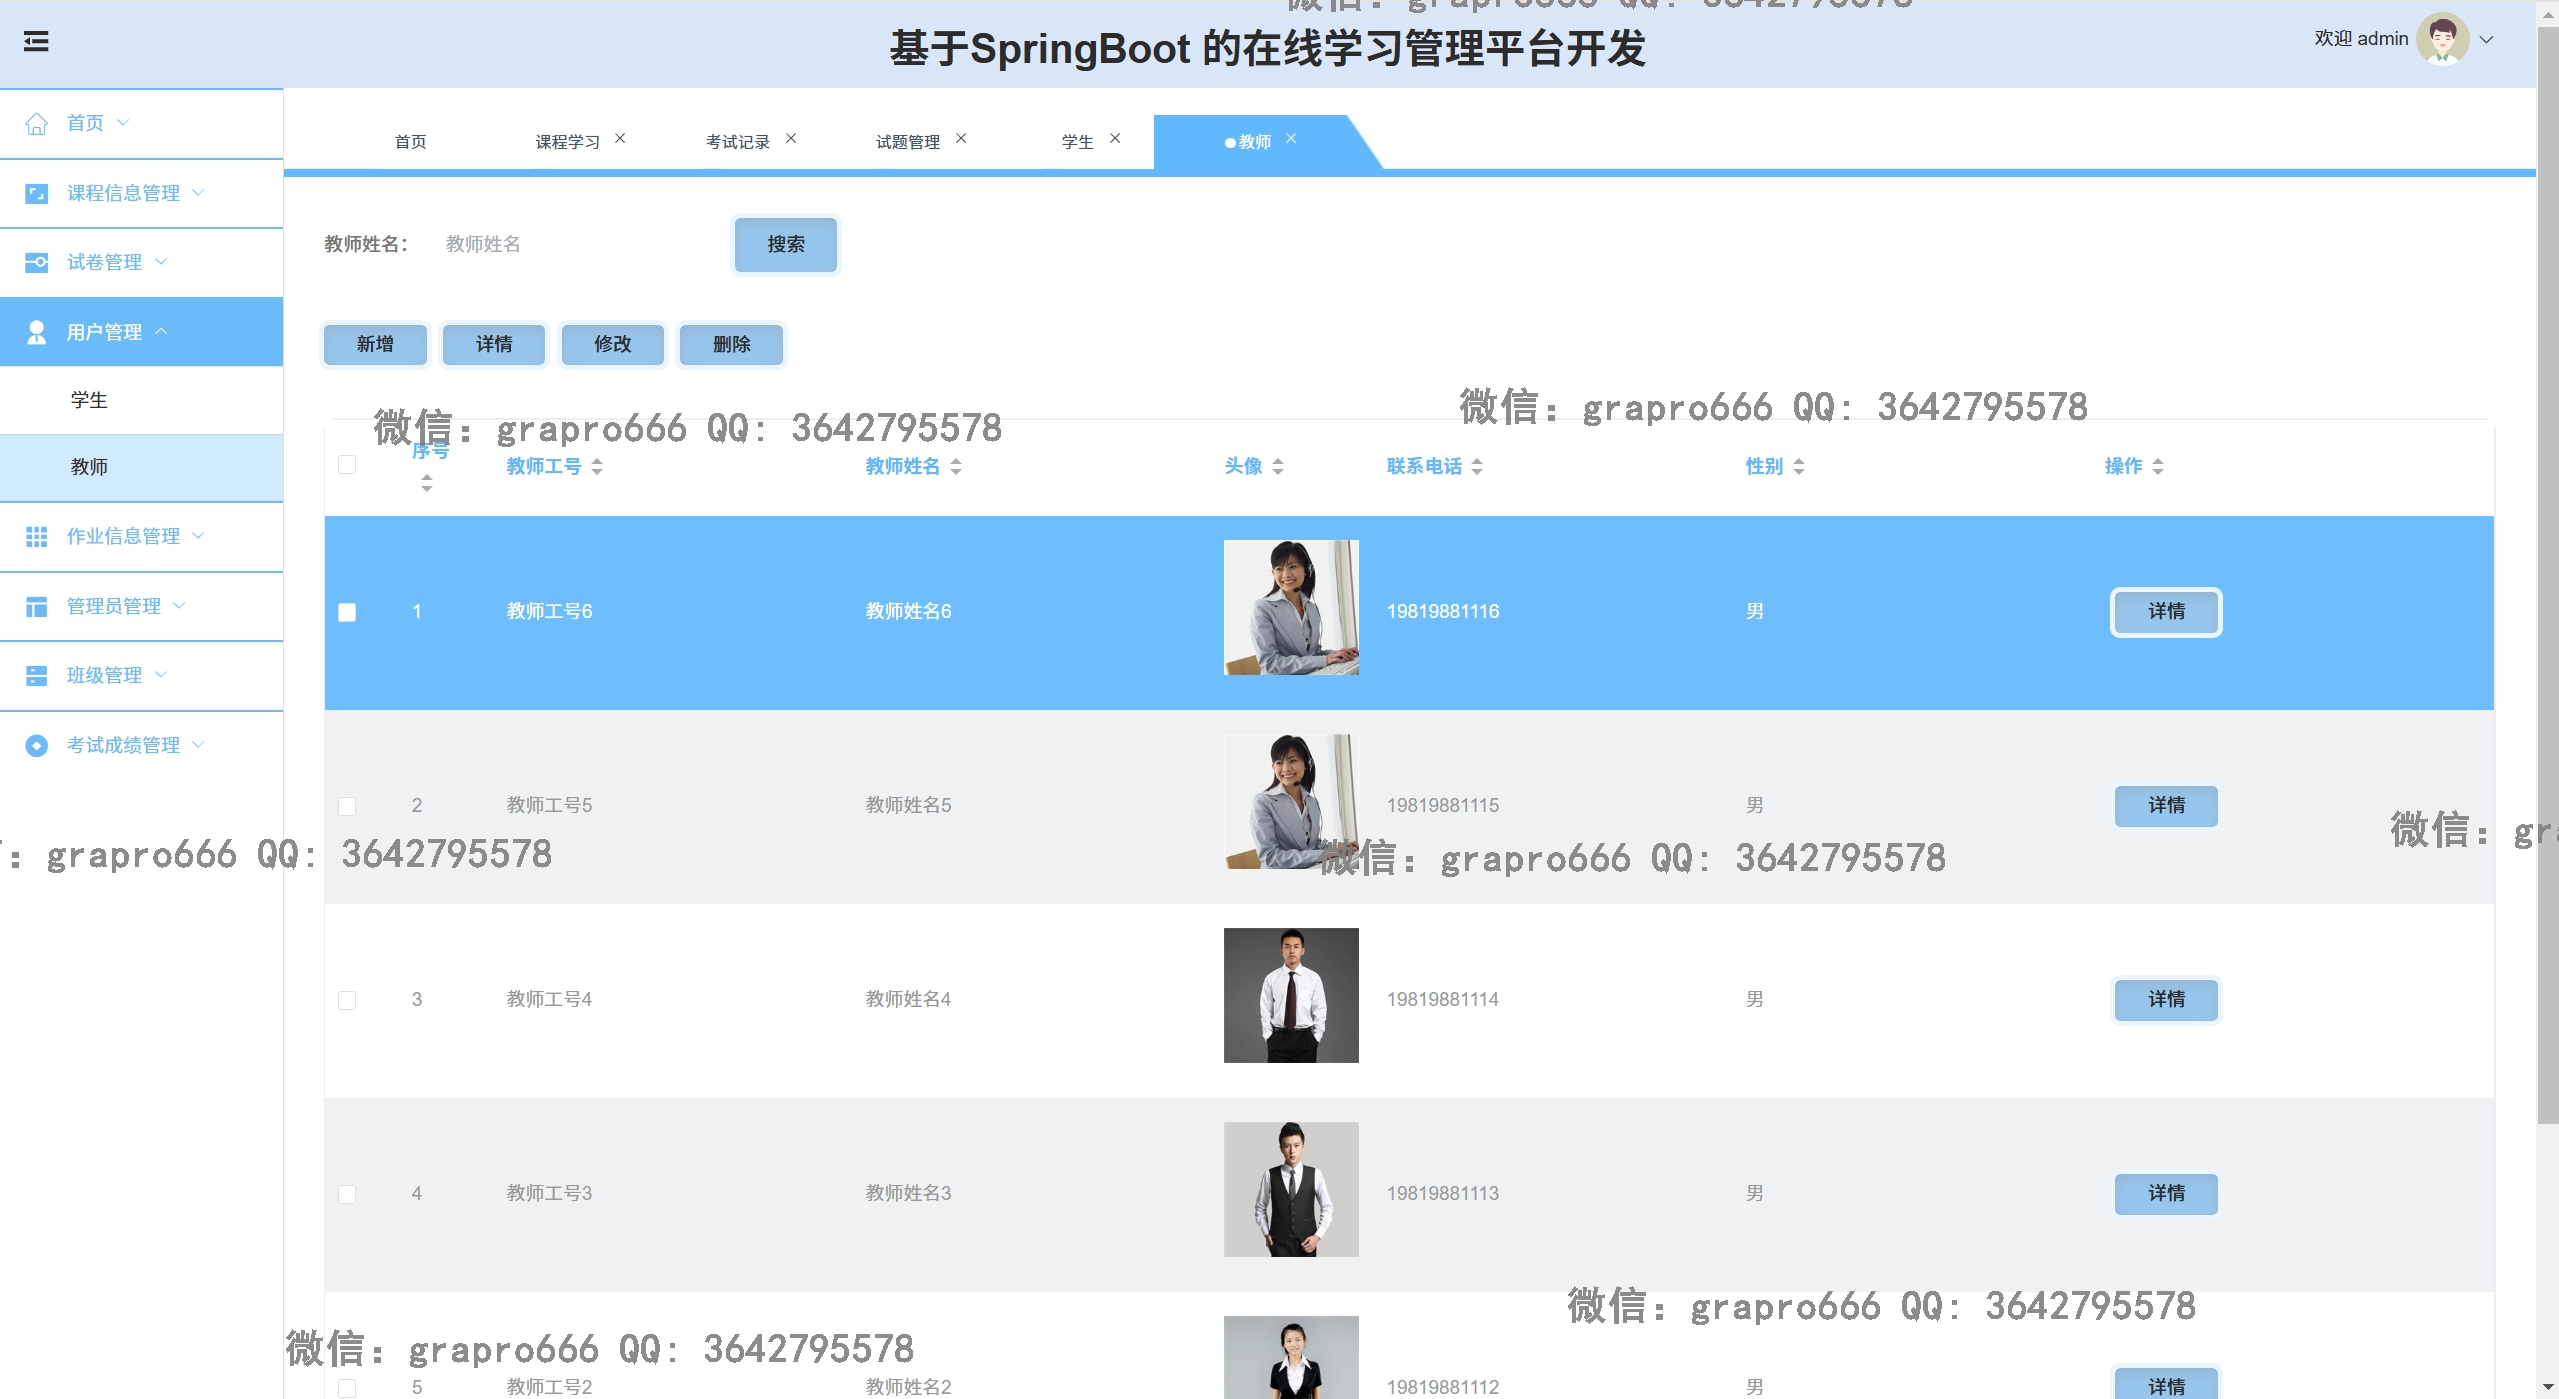 基于SpringBoot 的在线学习管理平台开发
欢迎 admin
首页
课程信息管理
试卷管理
用户管理
学生
教师
作业信息管理
管理员管理
班级管理
考试成绩管理
首页 课程学习 考试记录 试题管理 学生 教师
教师姓名： 教师姓名 搜索
新增 详情 修改 删除
微信：grapro666 QQ: 3642795578
微信：grapro666 QQ: 3642795578
序号 教师工号 教师姓名 头像 联系电话 性别 操作
1 教师工号6 教师姓名6 19819881116 男 详情
2 教师工号5 教师姓名5 19819881115 男 详情
：grapro666 QQ: 3642795578
微信：grapro666 QQ: 3642795578
微信：gr
3 教师工号4 教师姓名4 19819881114 男 详情
4 教师工号3 教师姓名3 19819881113 男 详情
微信：grapro666 QQ: 3642795578
微信：grapro666 QQ: 3642795578
5 教师工号2 教师姓名2 19819881112 男 详情